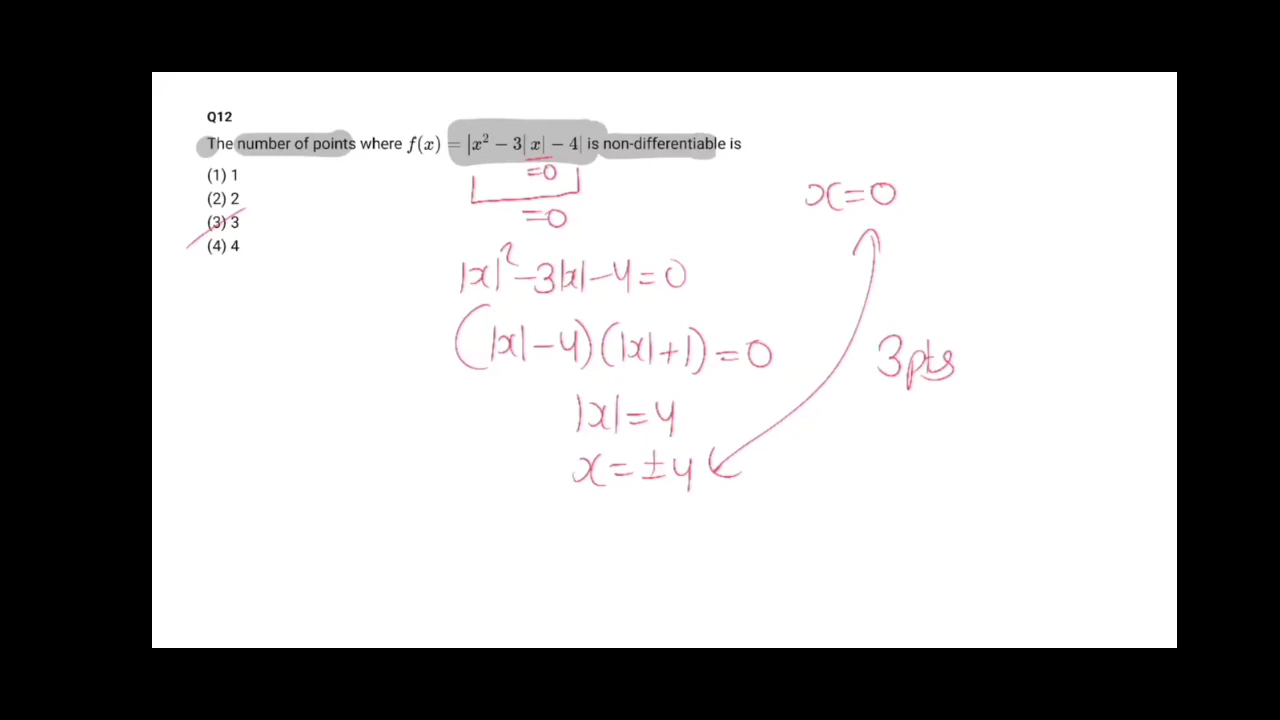 Q12
The number of points where f(x) = |x² − 3| x| − 4| is non-differentiable is
(1) 1
(2) 2
(3) 3
(4) 4
=0
=0
x=0
|x|²−3|x|−4=0
(|x|−4)(|x|+1)=0
3pts
|x|=4
x=±4